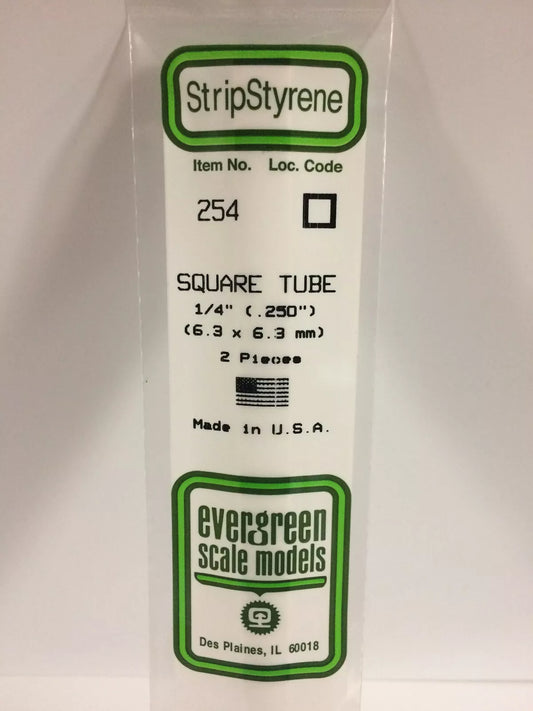 StripStyrene
Item No. Loc. Code
254
SQUARE TUBE
1/4" (.250")
(6.3 x 6.3 mm)
2 Pieces
Made in U.S.A.
evergreen
scale models
Des Plaines, IL 60018